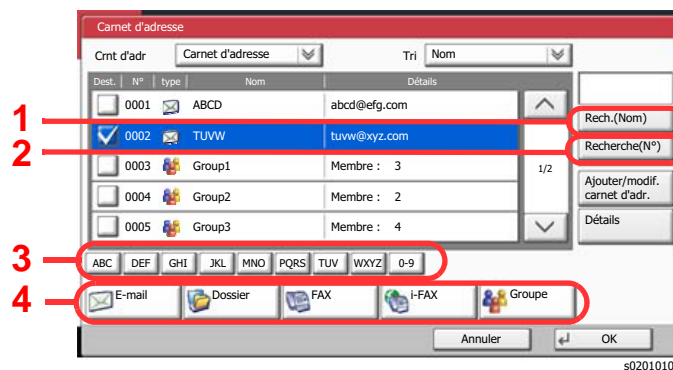 Carnet d'adresse
Crnt d'adr Carnet d'adresse Tri Nom
Dest. N° type Nom Détails
0001 ABCD abcd@efg.com
1 Rech.(Nom)
0002 TUVW tuvw@xyz.com
2 Recherche(N°)
0003 Group1 Membre : 3 1/2
Ajouter/modif.
carnet d'adr.
0004 Group2 Membre : 2
0005 Group3 Membre : 4 Détails
3 ABC DEF GHI JKL MNO PQRS TUV WXYZ 0-9
4 E-mail Dossier FAX i-FAX Groupe
Annuler OK
s0201010